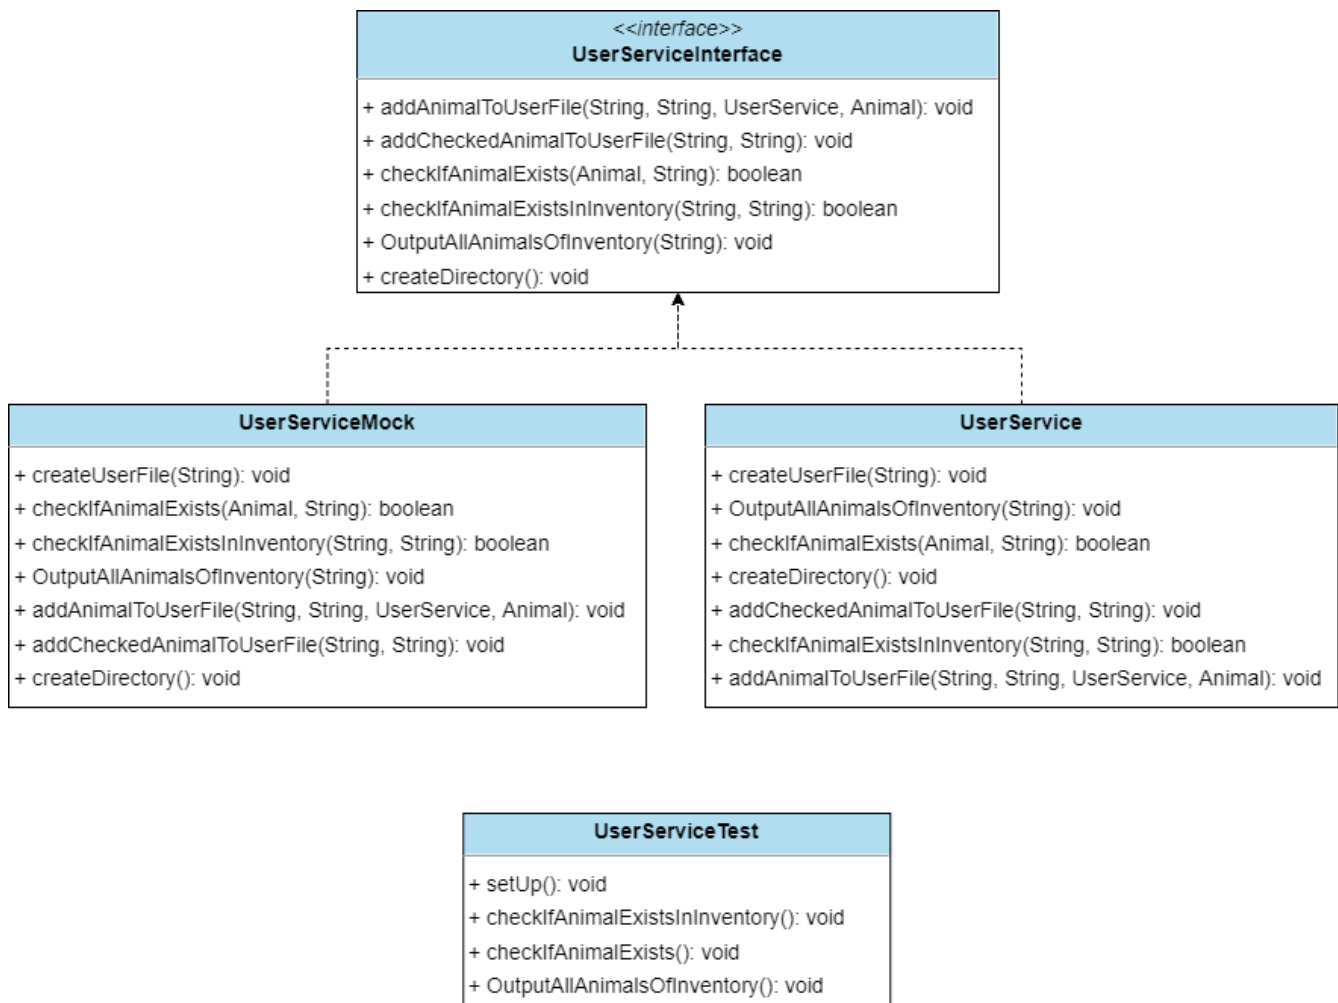 <<interface>>
UserServiceInterface
+ addAnimalToUserFile(String, String, UserService, Animal): void
+ addCheckedAnimalToUserFile(String, String): void
+ checkIfAnimalExists(Animal, String): boolean
+ checkIfAnimalExistsInInventory(String, String): boolean
+ OutputAllAnimalsOfInventory(String): void
+ createDirectory(): void
UserServiceMock
+ createUserFile(String): void
+ checkIfAnimalExists(Animal, String): boolean
+ checkIfAnimalExistsInInventory(String, String): boolean
+ OutputAllAnimalsOfInventory(String): void
+ addAnimalToUserFile(String, String, UserService, Animal): void
+ addCheckedAnimalToUserFile(String, String): void
+ createDirectory(): void
UserService
+ createUserFile(String): void
+ OutputAllAnimalsOfInventory(String): void
+ checkIfAnimalExists(Animal, String): boolean
+ createDirectory(): void
+ addCheckedAnimalToUserFile(String, String): void
+ checkIfAnimalExistsInInventory(String, String): boolean
+ addAnimalToUserFile(String, String, UserService, Animal): void
UserServiceTest
+ setUp(): void
+ checkIfAnimalExistsInInventory(): void
+ checkIfAnimalExists(): void
+ OutputAllAnimalsOfInventory(): void